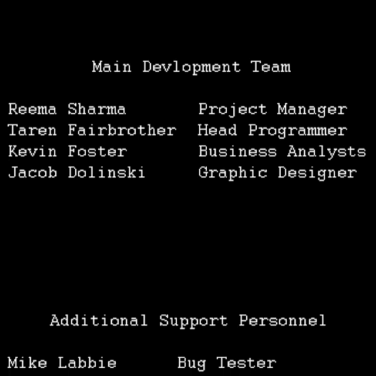 Main Devlopment Team
Reema Sharma Project Manager
Taren Fairbrother Head Programmer
Kevin Foster Business Analysts
Jacob Dolinski Graphic Designer
Additional Support Personnel
Mike Labbie Bug Tester